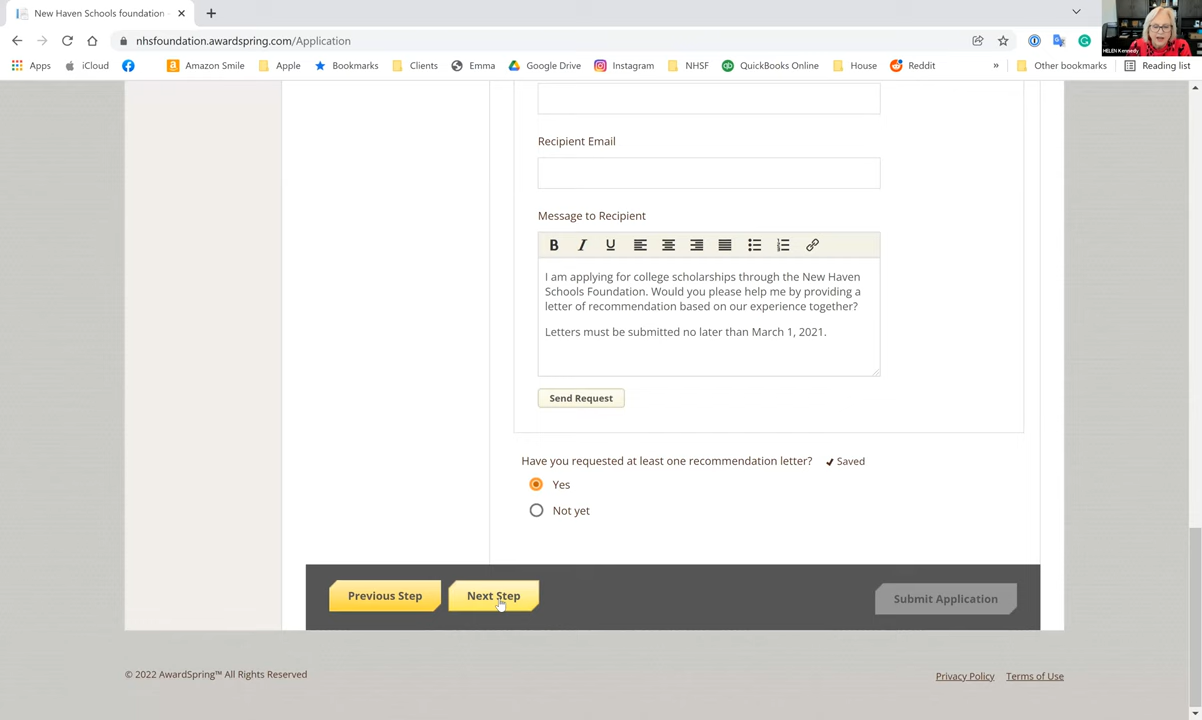 New Haven Schools foundation -
nhsfoundation.awardspring.com/Application
HELEN Kennedy
Apps iCloud Amazon Smile Apple Bookmarks Clients Emma Google Drive Instagram NHSF QuickBooks Online House Reddit » Other bookmarks Reading list
Recipient Email
Message to Recipient
B I U
I am applying for college scholarships through the New Haven
Schools Foundation. Would you please help me by providing a
letter of recommendation based on our experience together?
Letters must be submitted no later than March 1, 2021.
Send Request
Have you requested at least one recommendation letter? ✔ Saved
Yes
Not yet
Previous Step Next Step Submit Application
© 2022 AwardSpring™ All Rights Reserved
Privacy Policy Terms of Use